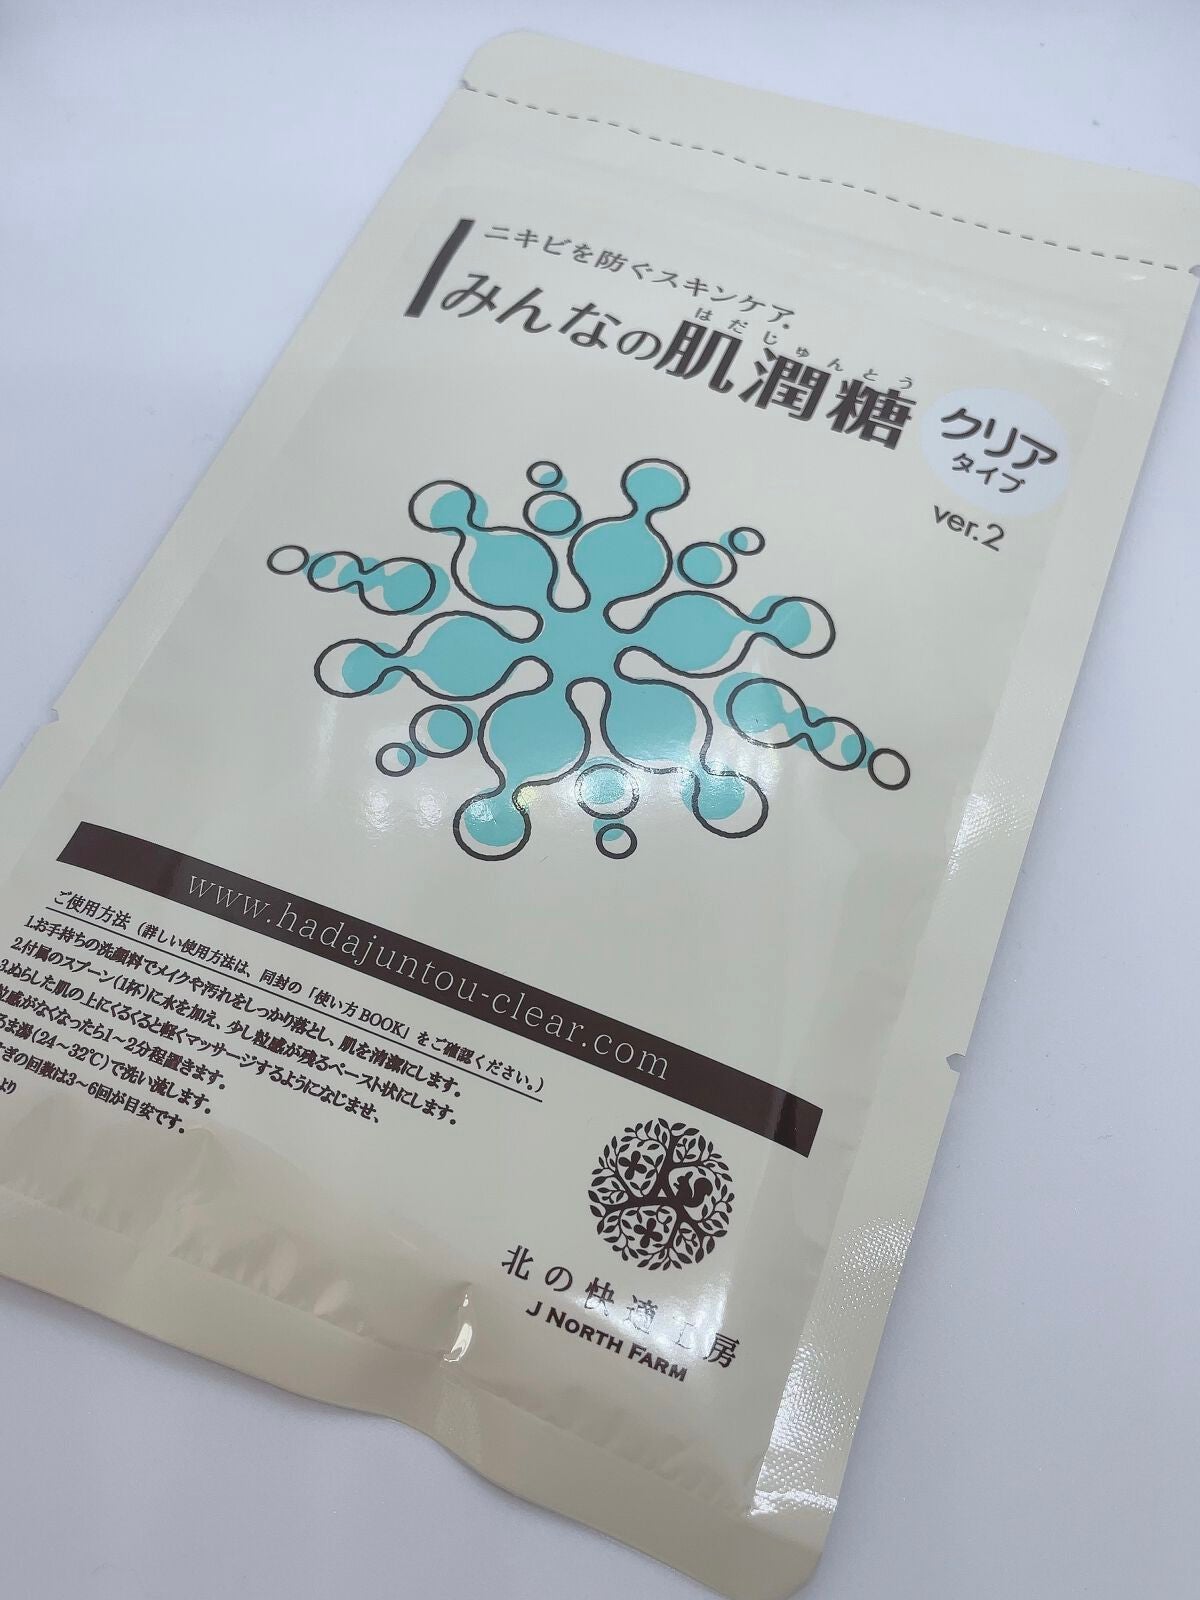 ニキビを防ぐスキンケア。
はだじゅんとう
みんなの肌潤糖
クリア
タイプ
ver.2
www.hadajuntou-clear.com
ご使用方法(詳しい使用方法は、同封の「使い方BOOK」をご確認ください。)
1.お手持ちの洗顔料でメイクや汚れをしっかり落とし、肌を清潔にします。
2.付属のスプーン(1杯)に水を加え、少し粒感が残るペースト状にします。
3.ぬらした肌の上にくるくると軽くマッサージするようになじませ、
粒感がなくなったら1～2分程置きます。
るま湯(24～32℃)で洗い流します。
ぎの回数は3～6回が目安です。
より
北の快適工房
J NORTH FARM